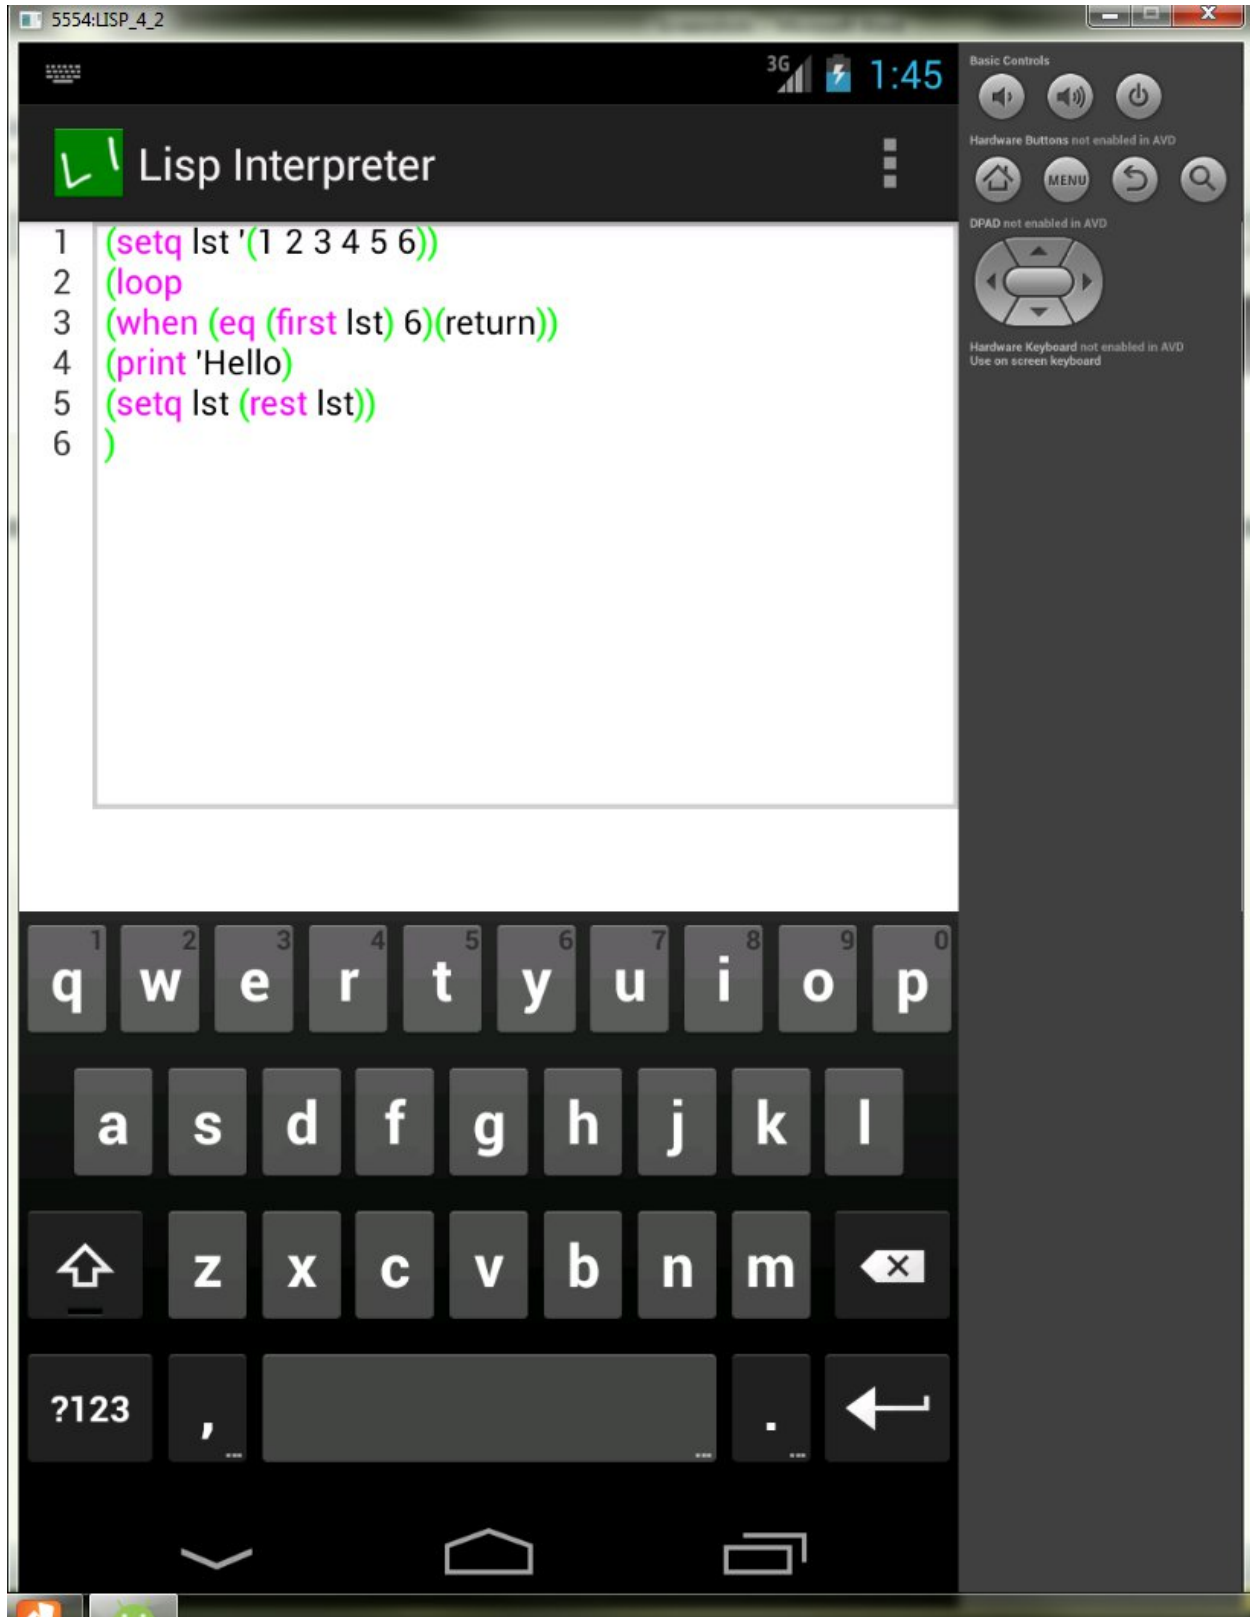 5554:LISP_4_2
3G 1:45
Lisp Interpreter
1 (setq lst '(1 2 3 4 5 6))
2 (loop
3 (when (eq (first lst) 6)(return))
4 (print 'Hello)
5 (setq lst (rest lst))
6 )
Basic Controls
Hardware Buttons not enabled in AVD
MENU
DPAD not enabled in AVD
Hardware Keyboard not enabled in AVD
Use on screen keyboard
1 2 3 4 5 6 7 8 9 0
q w e r t y u i o p
a s d f g h j k l
z x c v b n m
?123 , ... ... . ...